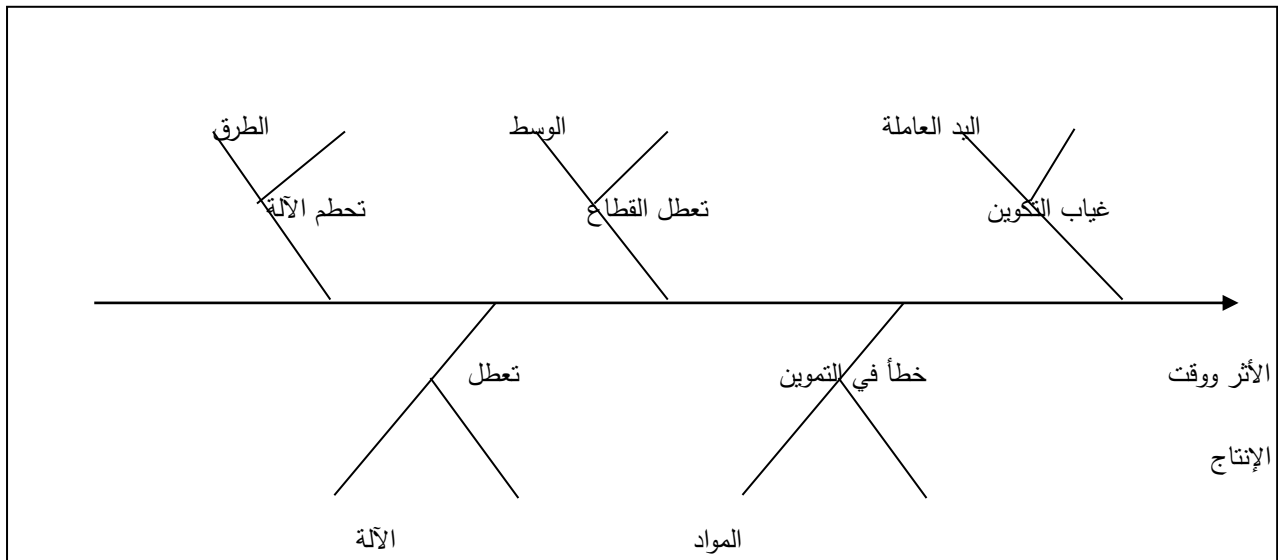 اليد العاملة
الوسط
الطرق
غياب التكوين
تعطل القطاع
تحطم الآلة
الأثر ووقت
خطأ في التموين
تعطل
الإنتاج
المواد
الآلة